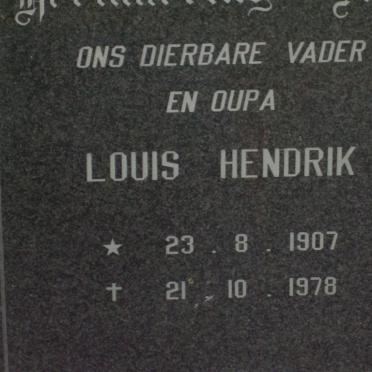 ONS DIERBARE VADER
EN OUPA
LOUIS HENDRIK
★ 23 . 8 . 1907
✝ 21 . 10 . 1978